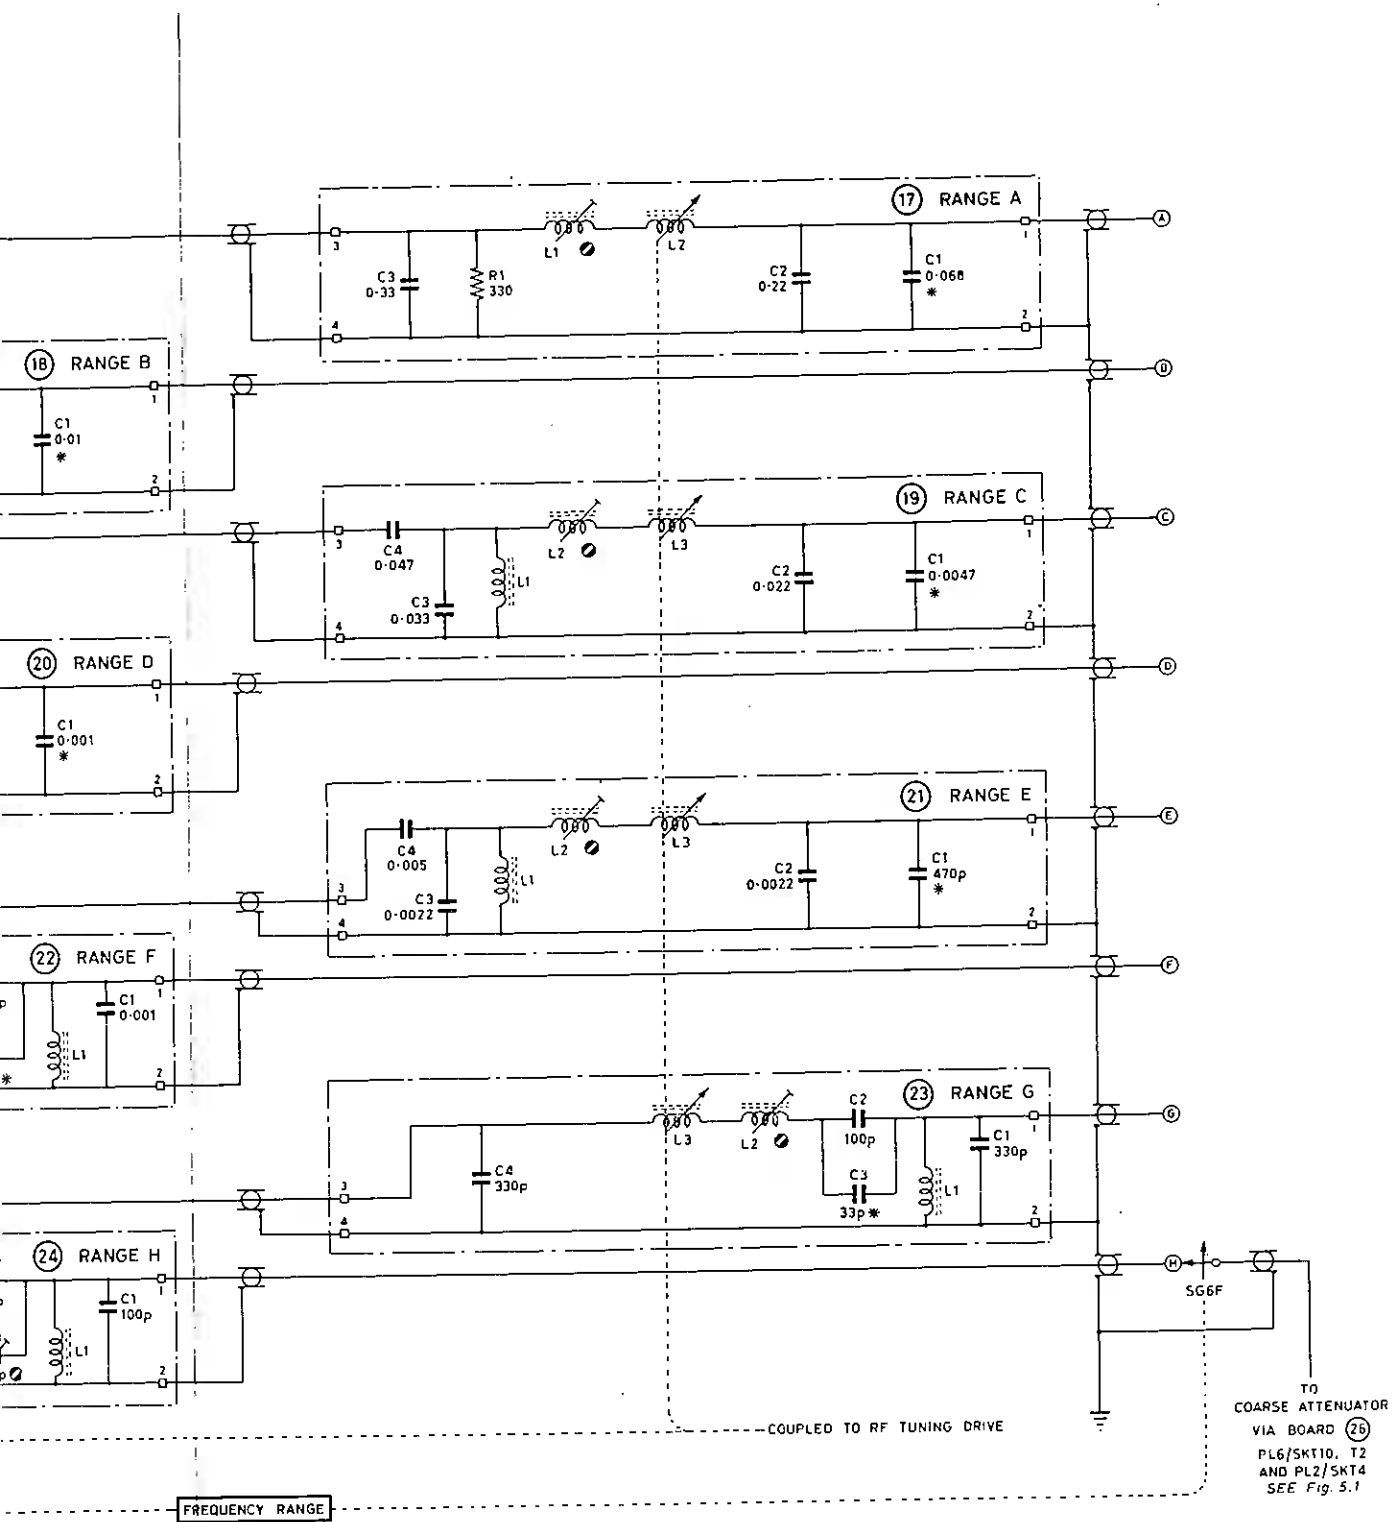 17 RANGE A
A
3
L1
L2
1
C3
0·33
R1
330
C2
0·22
C1
0·068
*
4
2
18 RANGE B
1
C1
0·01
*
2
19 RANGE C
C
3
C4
0·047
L2
L3
1
C3
0·033
L1
C2
0·022
C1
0·0047
*
4
2
20 RANGE D
D
1
C1
0·001
*
2
21 RANGE E
E
C4
0·005
L2
L3
1
3
C3
0·0022
L1
C2
0·0022
C1
470p
*
4
2
22 RANGE F
F
1
p
C1
0·001
L1
*
2
23 RANGE G
G
L3
L2
C2
100p
1
C1
330p
C4
330p
C3
33p*
L1
3
4
2
24 RANGE H
H
1
p
C1
100p
L1
2
p
SG6F
TO
COARSE ATTENUATOR
VIA BOARD 26
PL6/SKT10, T2
AND PL2/SKT4
SEE Fig. 5.1
COUPLED TO RF TUNING DRIVE
FREQUENCY RANGE